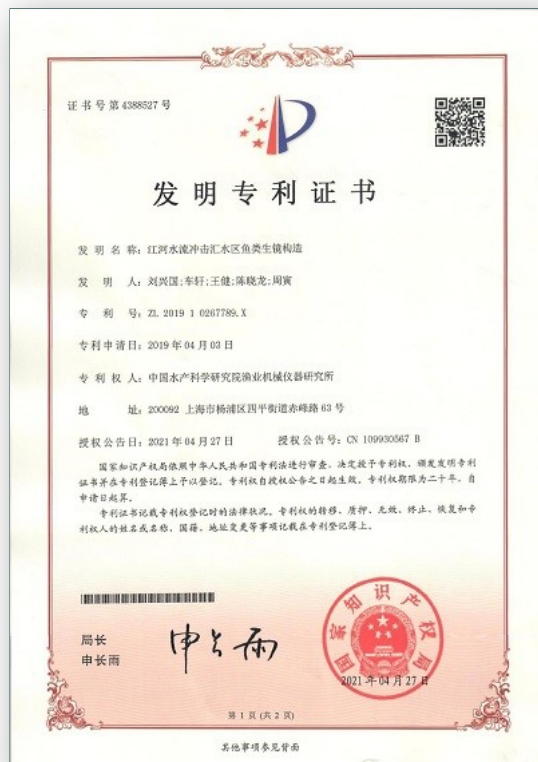 证书号第4388527号
发明专利证书
发明名称：江河水流冲击汇水区鱼类生镜构造
发明人：刘兴国;车轩;王健;陈晓龙;周寅
专利号：ZL 2019 1 0267789.X
专利申请日：2019年04月03日
专利权人：中国水产科学研究院渔业机械仪器研究所
地址：200092 上海市杨浦区四平街道赤峰路63号
授权公告日：2021年04月27日 授权公告号：CN 109930567 B
国家知识产权局依照中华人民共和国专利法进行审查，决定授予专利权，颁发发明专利
证书并在专利登记簿上予以登记。专利权自授权公告之日起生效。专利权期限为二十年，自
申请日起算。
专利证书记载专利权登记时的法律状况。专利权的转移、质押、无效、终止、恢复和专
利权人的姓名或名称、国籍、地址变更等事项记载在专利登记簿上。
局长
申长雨
申长雨
国家知识产权局
2021年04月27日
第1页(共2页)
其他事项参见背面